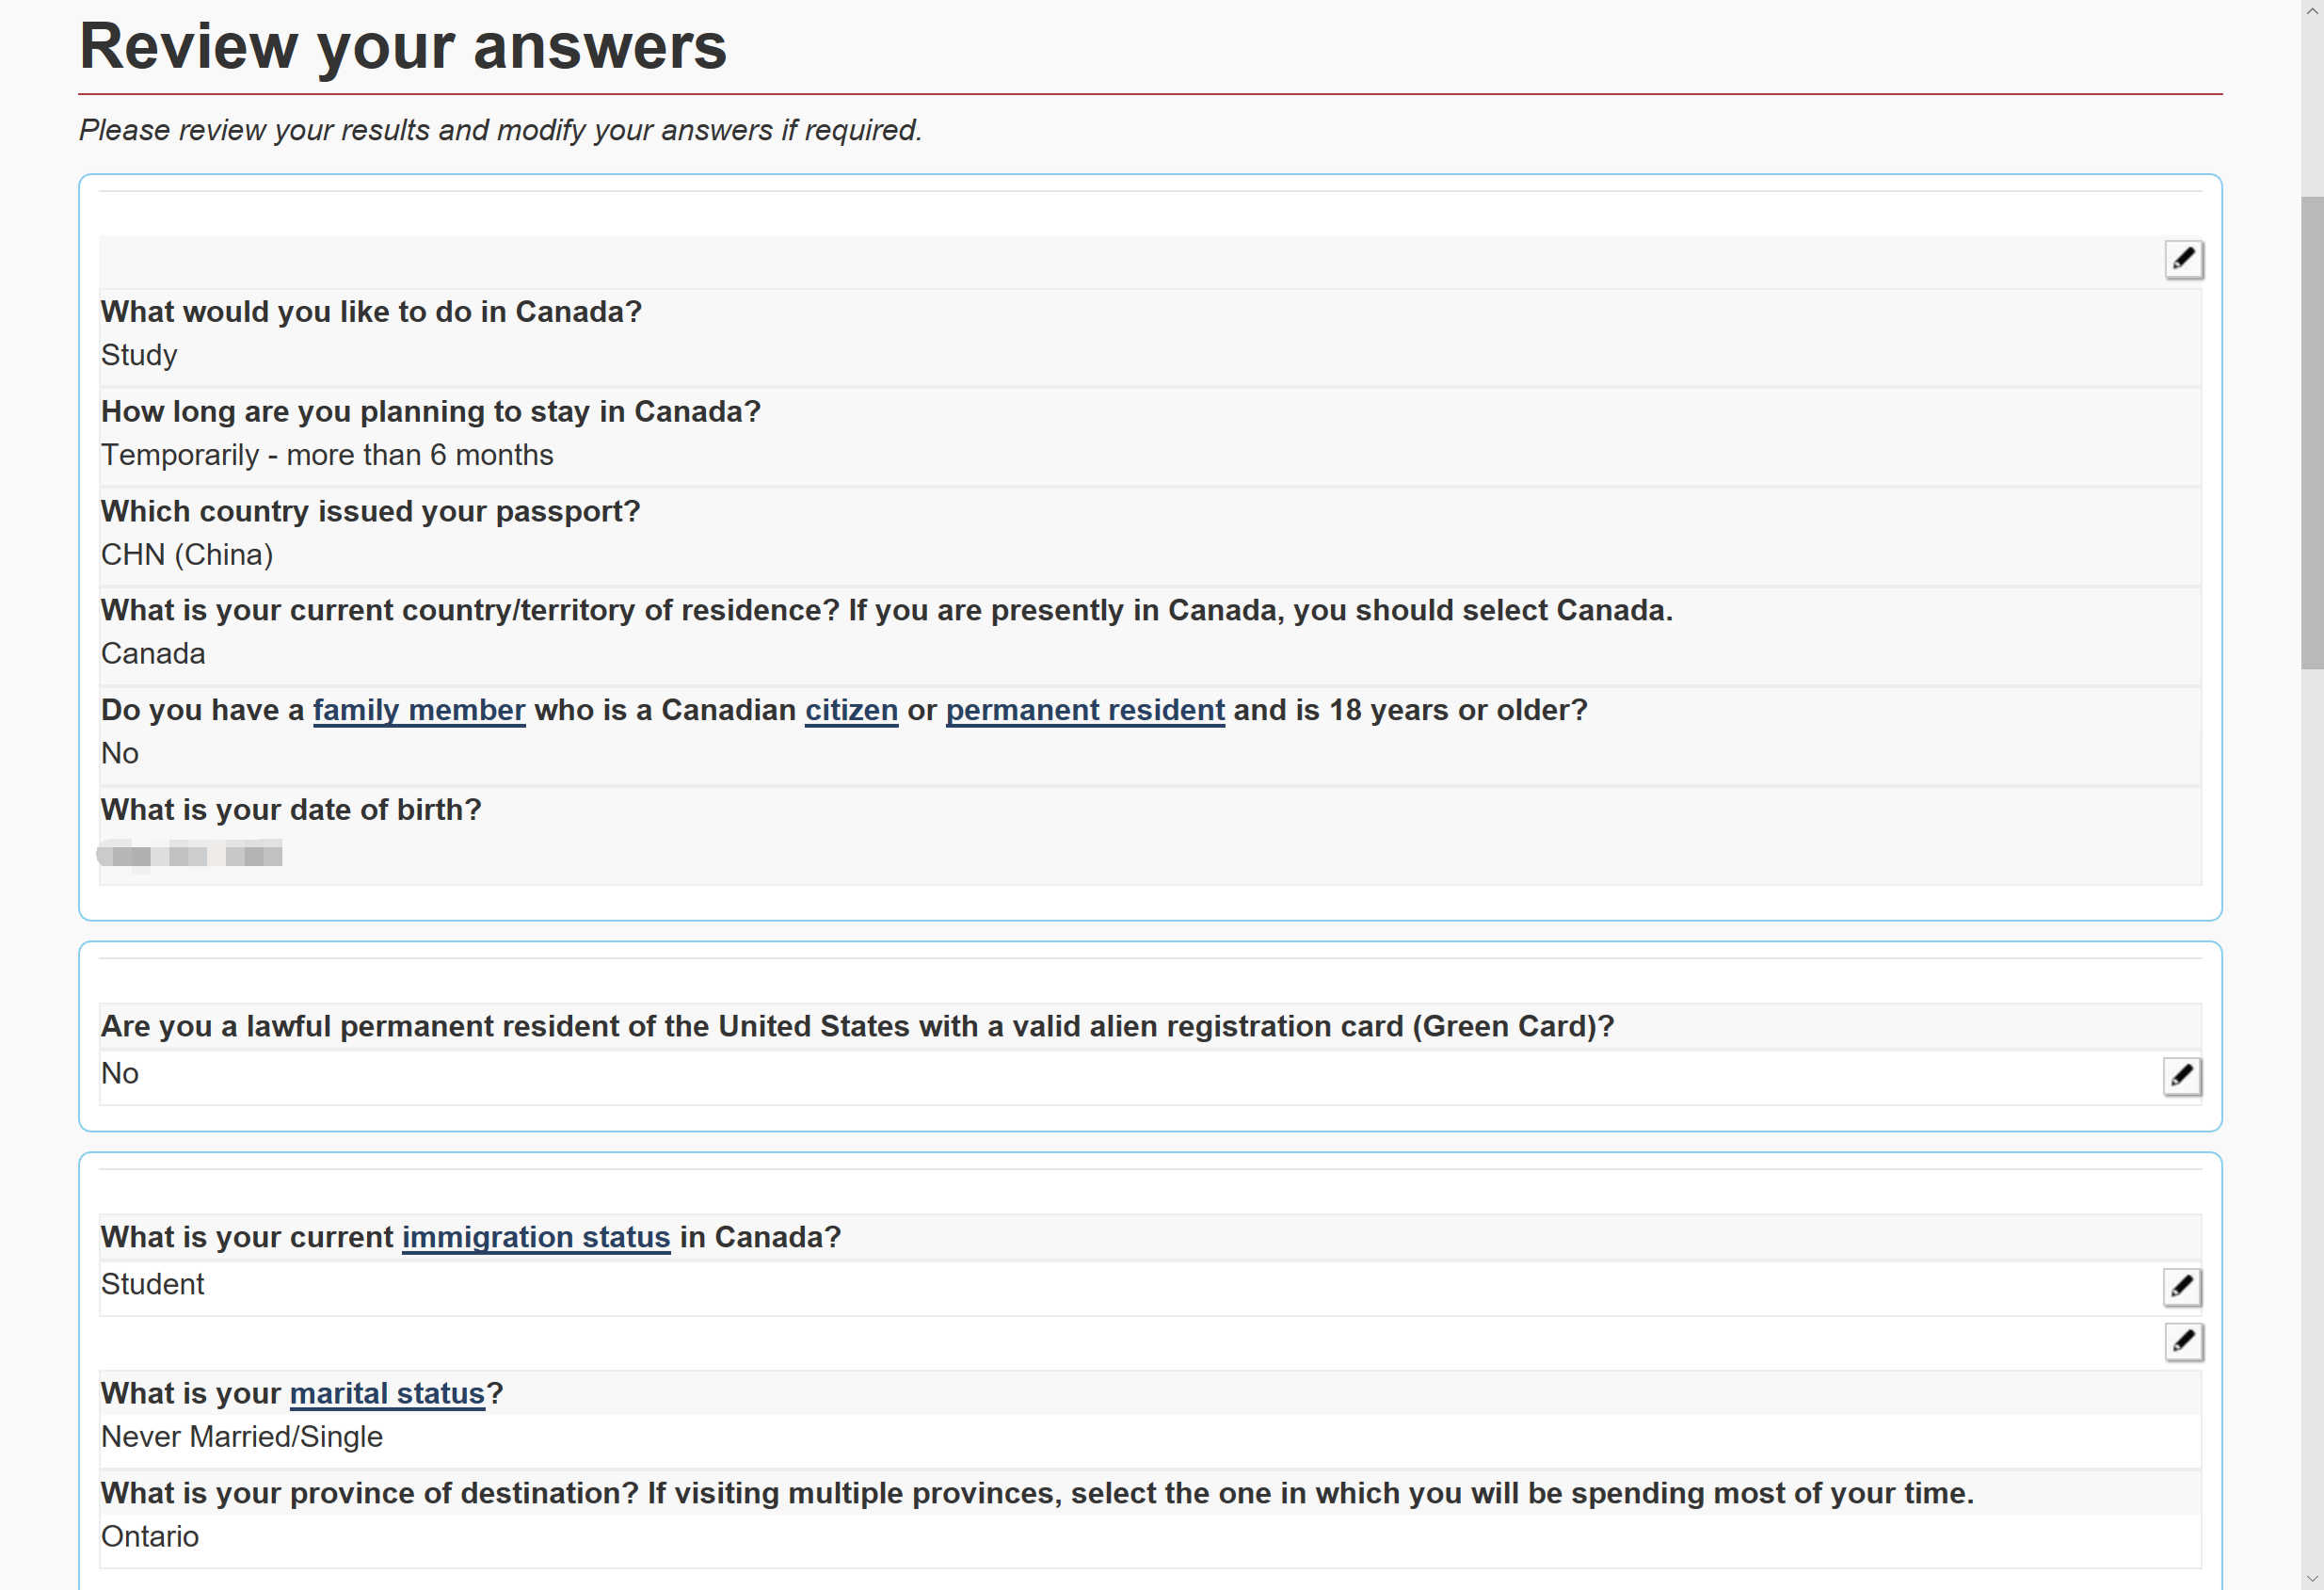 Review your answers
Please review your results and modify your answers if required.
What would you like to do in Canada?
Study
How long are you planning to stay in Canada?
Temporarily - more than 6 months
Which country issued your passport?
CHN (China)
What is your current country/territory of residence? If you are presently in Canada, you should select Canada.
Canada
Do you have a family member who is a Canadian citizen or permanent resident and is 18 years or older?
No
What is your date of birth?
Are you a lawful permanent resident of the United States with a valid alien registration card (Green Card)?
No
What is your current immigration status in Canada?
Student
What is your marital status?
Never Married/Single
What is your province of destination? If visiting multiple provinces, select the one in which you will be spending most of your time.
Ontario